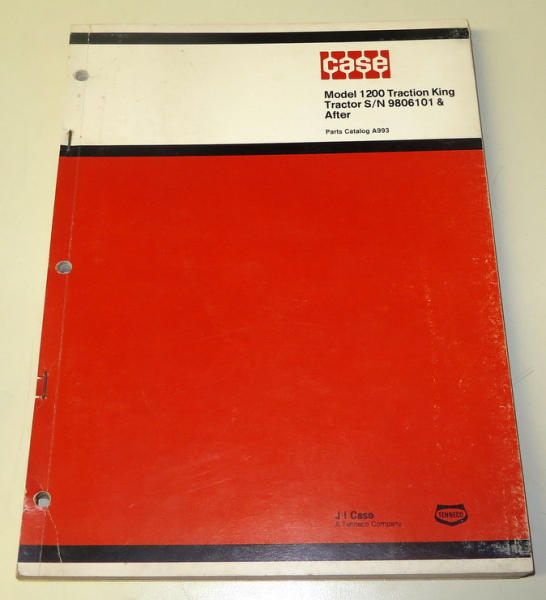 case
Model 1200 Traction King
Tractor S/N 9806101 &
After
Parts Catalog A993
J I Case
A Tenneco Company
TENNECO